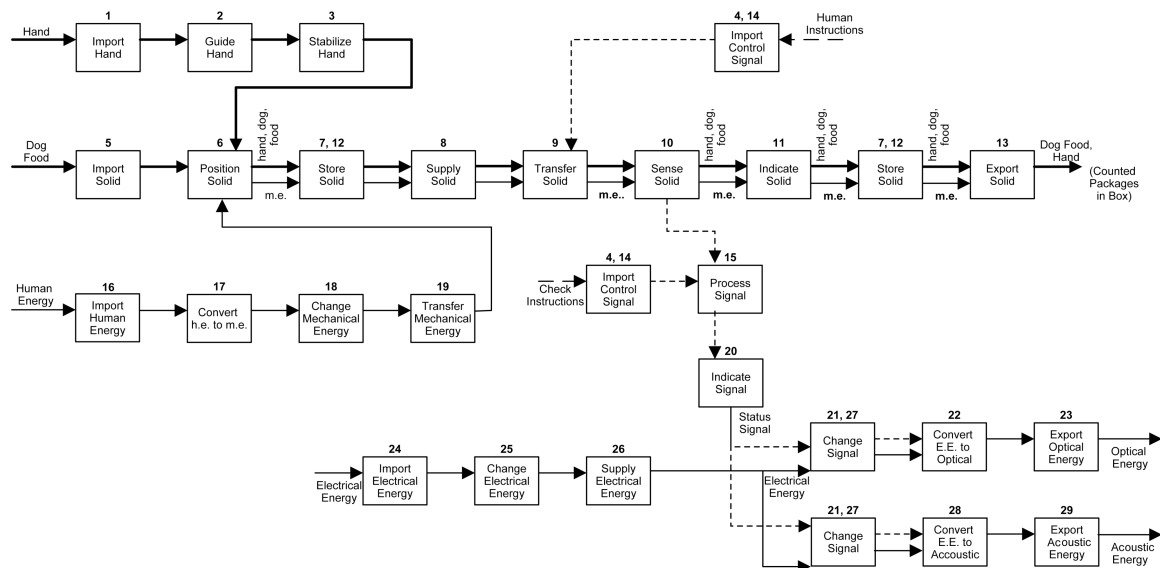 1
2
3
4, 14
Hand
Import
Hand
Guide
Hand
Stabilize
Hand
Import
Control
Signal
Human
Instructions
Dog
Food
5
6
hand, dog,
food
7, 12
8
9
10
hand, dog,
food
11
hand, dog,
food
7, 12
hand, dog,
food
13
Dog Food,
Hand
Import
Solid
Position
Solid
Store
Solid
Supply
Solid
Transfer
Solid
Sense
Solid
Indicate
Solid
Store
Solid
Export
Solid
(Counted
Packages
in Box)
m.e.
m.e..
m.e.
m.e.
m.e.
4, 14
15
Check
Instructions
Import
Control
Signal
Process
Signal
Human
Energy
16
17
18
19
Import
Human
Energy
Convert
h.e. to m.e.
Change
Mechanical
Energy
Transfer
Mechanical
Energy
20
Indicate
Signal
Status
Signal
21, 27
22
23
Change
Signal
Convert
E.E. to
Optical
Export
Optical
Energy
Optical
Energy
24
25
26
Electrical
Energy
Import
Electrical
Energy
Change
Electrical
Energy
Supply
Electrical
Energy
Electrical
Energy
21, 27
28
29
Change
Signal
Convert
E.E. to
Accoustic
Export
Acoustic
Energy
Acoustic
Energy